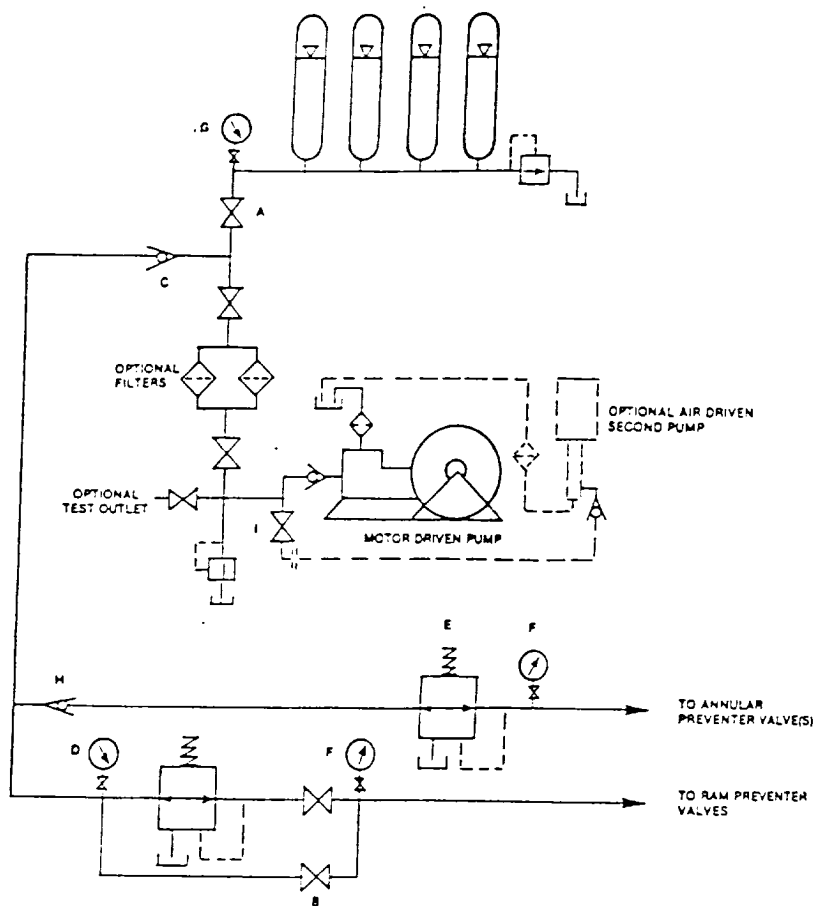 G
A
C
OPTIONAL
FILTERS
OPTIONAL AIR DRIVEN
SECOND PUMP
OPTIONAL
TEST OUTLET
I
MOTOR DRIVEN PUMP
E
F
H
TO ANNULAR
PREVENTER VALVE(S)
D
F
TO RAM PREVENTER
VALVES
B